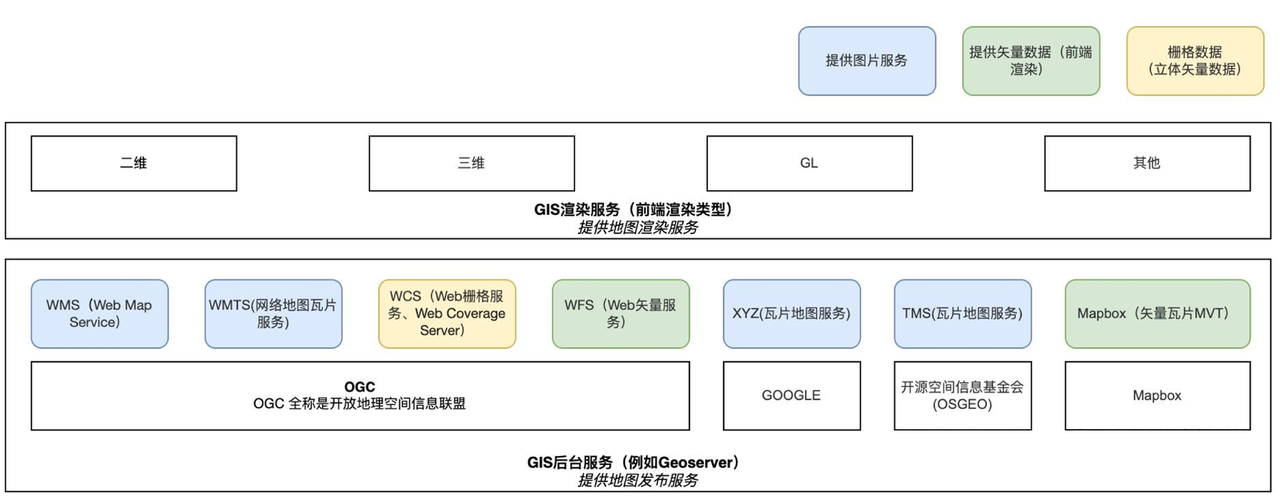 提供图片服务
提供矢量数据（前端
渲染）
栅格数据
（立体矢量数据）
二维
三维
GL
其他
GIS渲染服务（前端渲染类型）
提供地图渲染服务
WMS（Web Map
Service）
WMTS(网络地图瓦片
服务)
WCS（Web栅格服
务、Web Coverage
Server）
WFS（Web矢量服
务）
XYZ(瓦片地图服务)
TMS(瓦片地图服务)
Mapbox（矢量瓦片MVT）
OGC
OGC 全称是开放地理空间信息联盟
GOOGLE
开源空间信息基金会
(OSGEO)
Mapbox
GIS后台服务（例如Geoserver）
提供地图发布服务